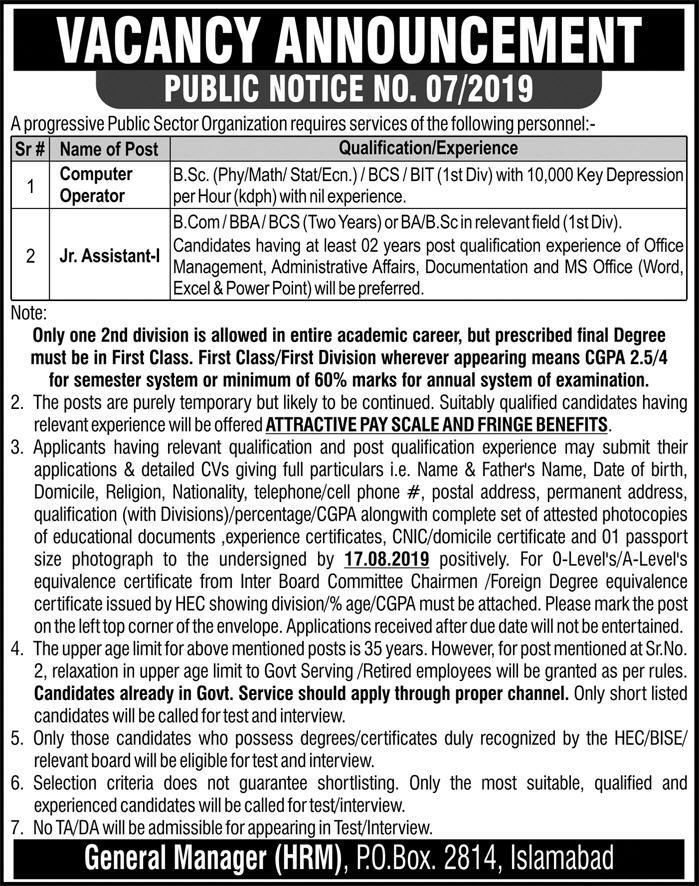 VACANCY ANNOUNCEMENT
PUBLIC NOTICE NO. 07/2019
A progressive Public Sector Organization requires services of the following personnel:-
Sr # Name of Post Qualification/Experience
1 Computer Operator B.Sc. (Phy/Math/ Stat/Ecn.) / BCS / BIT (1st Div) with 10,000 Key Depression
per Hour (kdph) with nil experience.
2 Jr. Assistant-I B.Com / BBA / BCS (Two Years) or BA/B.Sc in relevant field (1st Div).
Candidates having at least 02 years post qualification experience of Office
Management, Administrative Affairs, Documentation and MS Office (Word,
Excel & Power Point) will be preferred.
Note:
Only one 2nd division is allowed in entire academic career, but prescribed final Degree
must be in First Class. First Class/First Division wherever appearing means CGPA 2.5/4
for semester system or minimum of 60% marks for annual system of examination.
2. The posts are purely temporary but likely to be continued. Suitably qualified candidates having
relevant experience will be offered ATTRACTIVE PAY SCALE AND FRINGE BENEFITS.
3. Applicants having relevant qualification and post qualification experience may submit their
applications & detailed CVs giving full particulars i.e. Name & Father's Name, Date of birth,
Domicile, Religion, Nationality, telephone/cell phone #, postal address, permanent address,
qualification (with Divisions)/percentage/CGPA alongwith complete set of attested photocopies
of educational documents ,experience certificates, CNIC/domicile certificate and 01 passport
size photograph to the undersigned by 17.08.2019 positively. For 0-Level's/A-Level's
equivalence certificate from Inter Board Committee Chairmen /Foreign Degree equivalence
certificate issued by HEC showing division/% age/CGPA must be attached. Please mark the post
on the left top corner of the envelope. Applications received after due date will not be entertained.
4. The upper age limit for above mentioned posts is 35 years. However, for post mentioned at Sr.No.
2, relaxation in upper age limit to Govt Serving /Retired employees will be granted as per rules.
Candidates already in Govt. Service should apply through proper channel. Only short listed
candidates will be called for test and interview.
5. Only those candidates who possess degrees/certificates duly recognized by the HEC/BISE/
relevant board will be eligible for test and interview.
6. Selection criteria does not guarantee shortlisting. Only the most suitable, qualified and
experienced candidates will be called for test/interview.
7. No TA/DA will be admissible for appearing in Test/Interview.
General Manager (HRM), P.O.Box. 2814, Islamabad